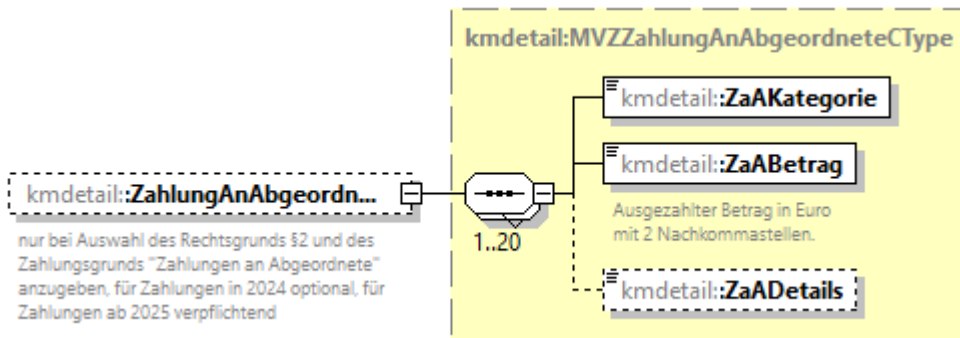 kmdetail:MVZZahlungAnAbgeordneteCType
kmdetail::ZaAKategorie
kmdetail::ZaABetrag
Ausgezahlter Betrag in Euro
mit 2 Nachkommastellen.
kmdetail::ZahlungAnAbgeordn...
nur bei Auswahl des Rechtsgrunds §2 und des
Zahlungsgrunds "Zahlungen an Abgeordnete"
anzugeben, für Zahlungen in 2024 optional, für
Zahlungen ab 2025 verpflichtend
1..20
kmdetail::ZaADetails